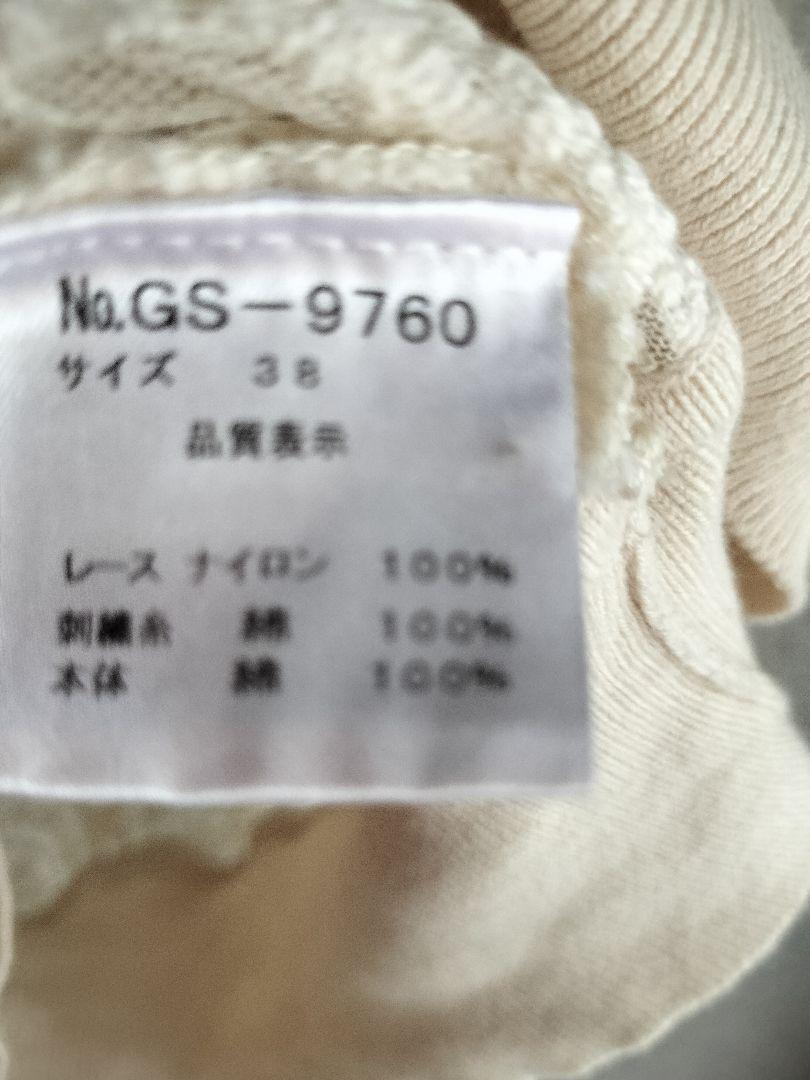 No.GS-9760
サイズ 38
品質表示
レース ナイロン 100%
刺繍糸 綿 100%
本体 綿 100%